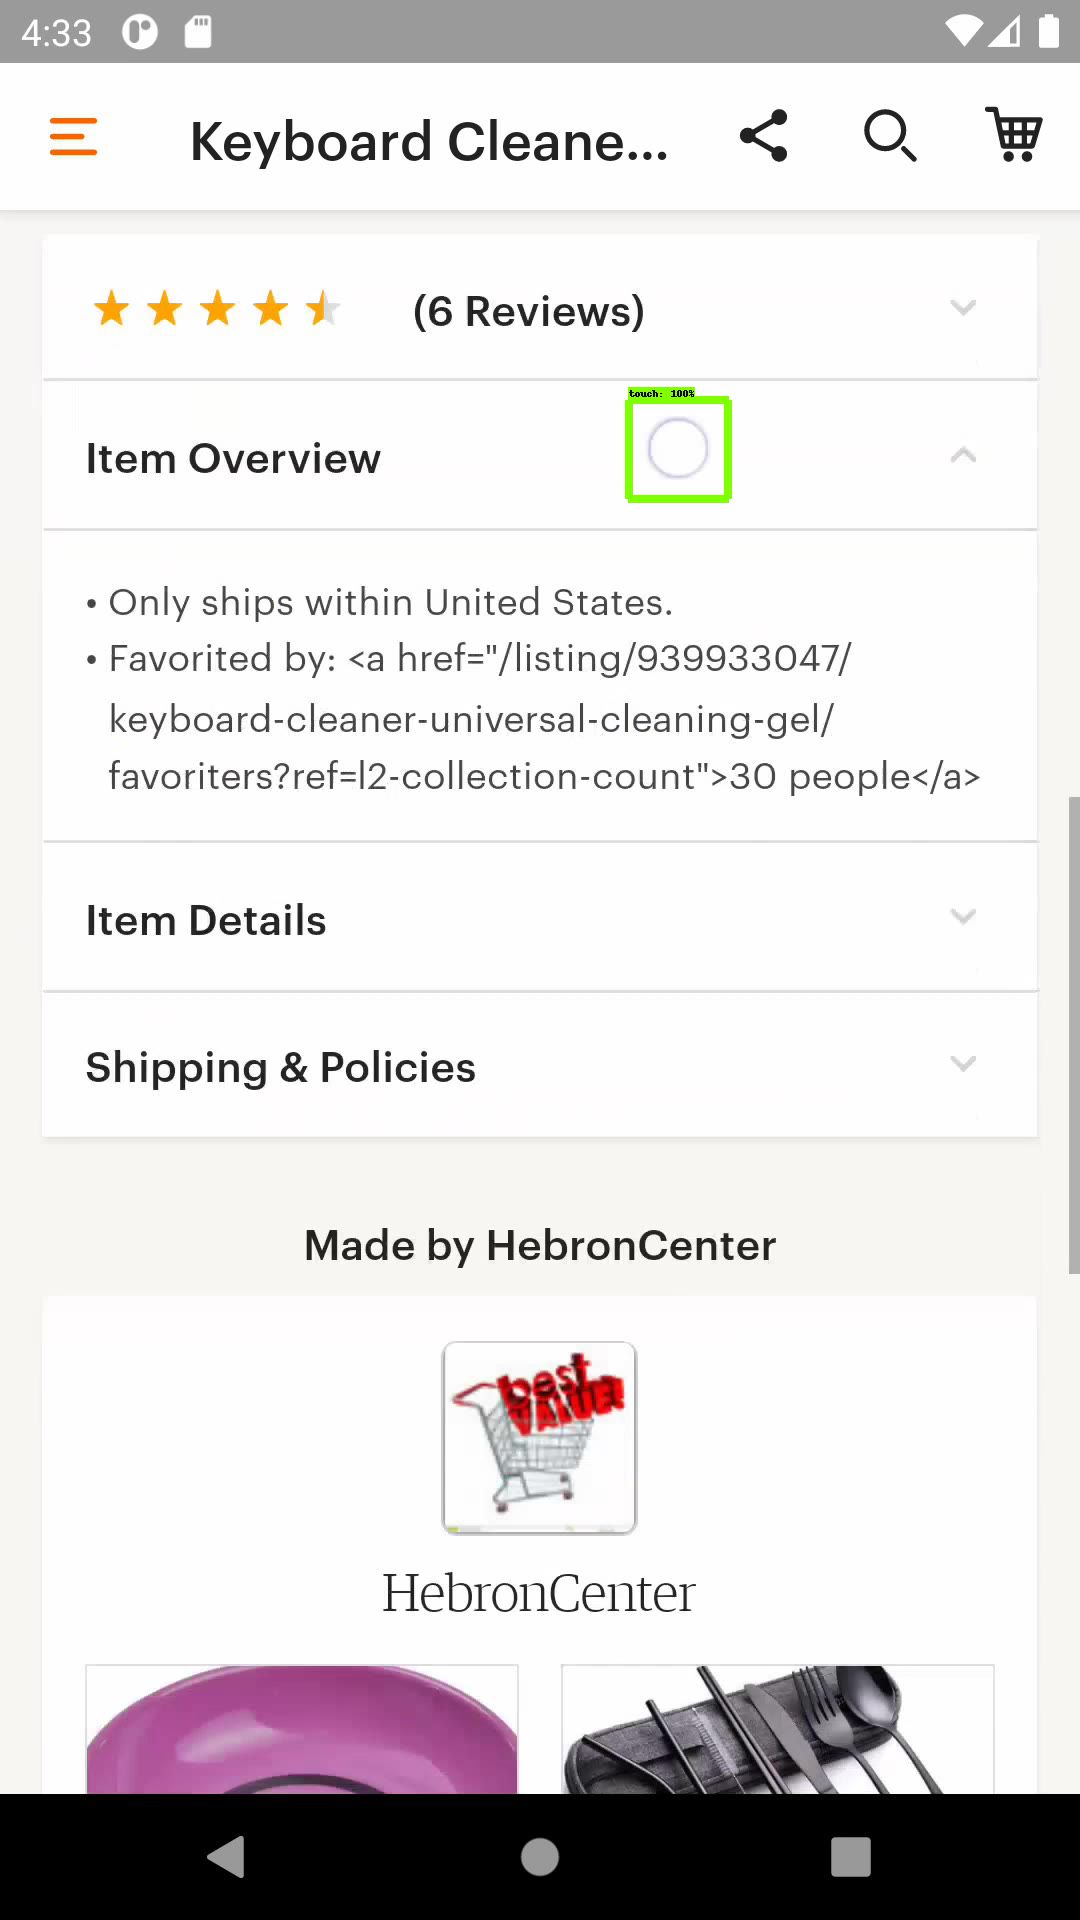 4:33
Keyboard Cleane...
(6 Reviews)
touch: 100%
Item Overview
• Only ships within United States.
• Favorited by: <a href="/listing/939933047/
keyboard-cleaner-universal-cleaning-gel/
favoriters?ref=l2-collection-count">30 people</a>
Item Details
Shipping & Policies
Made by HebronCenter
best
VALUE!
HebronCenter